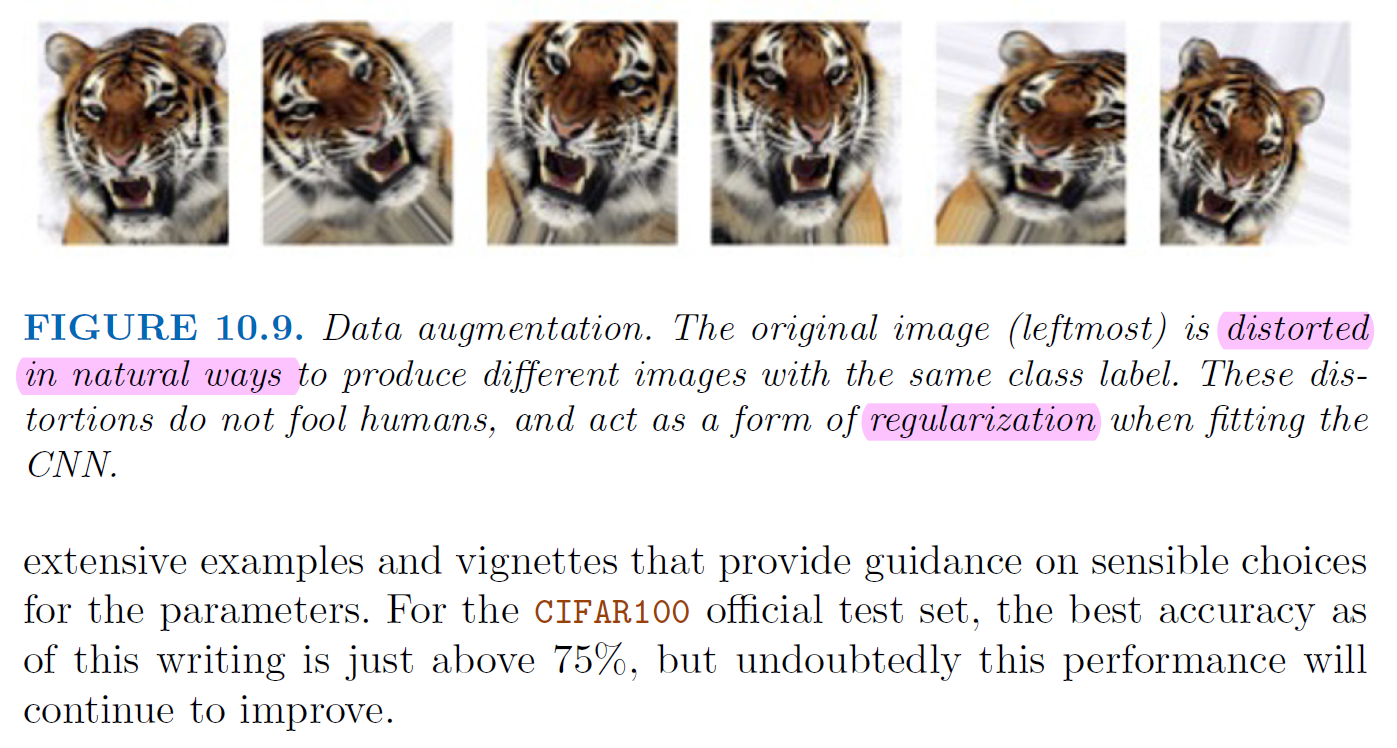 FIGURE 10.9. Data augmentation. The original image (leftmost) is distorted
in natural ways to produce different images with the same class label. These dis-
tortions do not fool humans, and act as a form of regularization when fitting the
CNN.
extensive examples and vignettes that provide guidance on sensible choices
for the parameters. For the CIFAR100 official test set, the best accuracy as
of this writing is just above 75%, but undoubtedly this performance will
continue to improve.